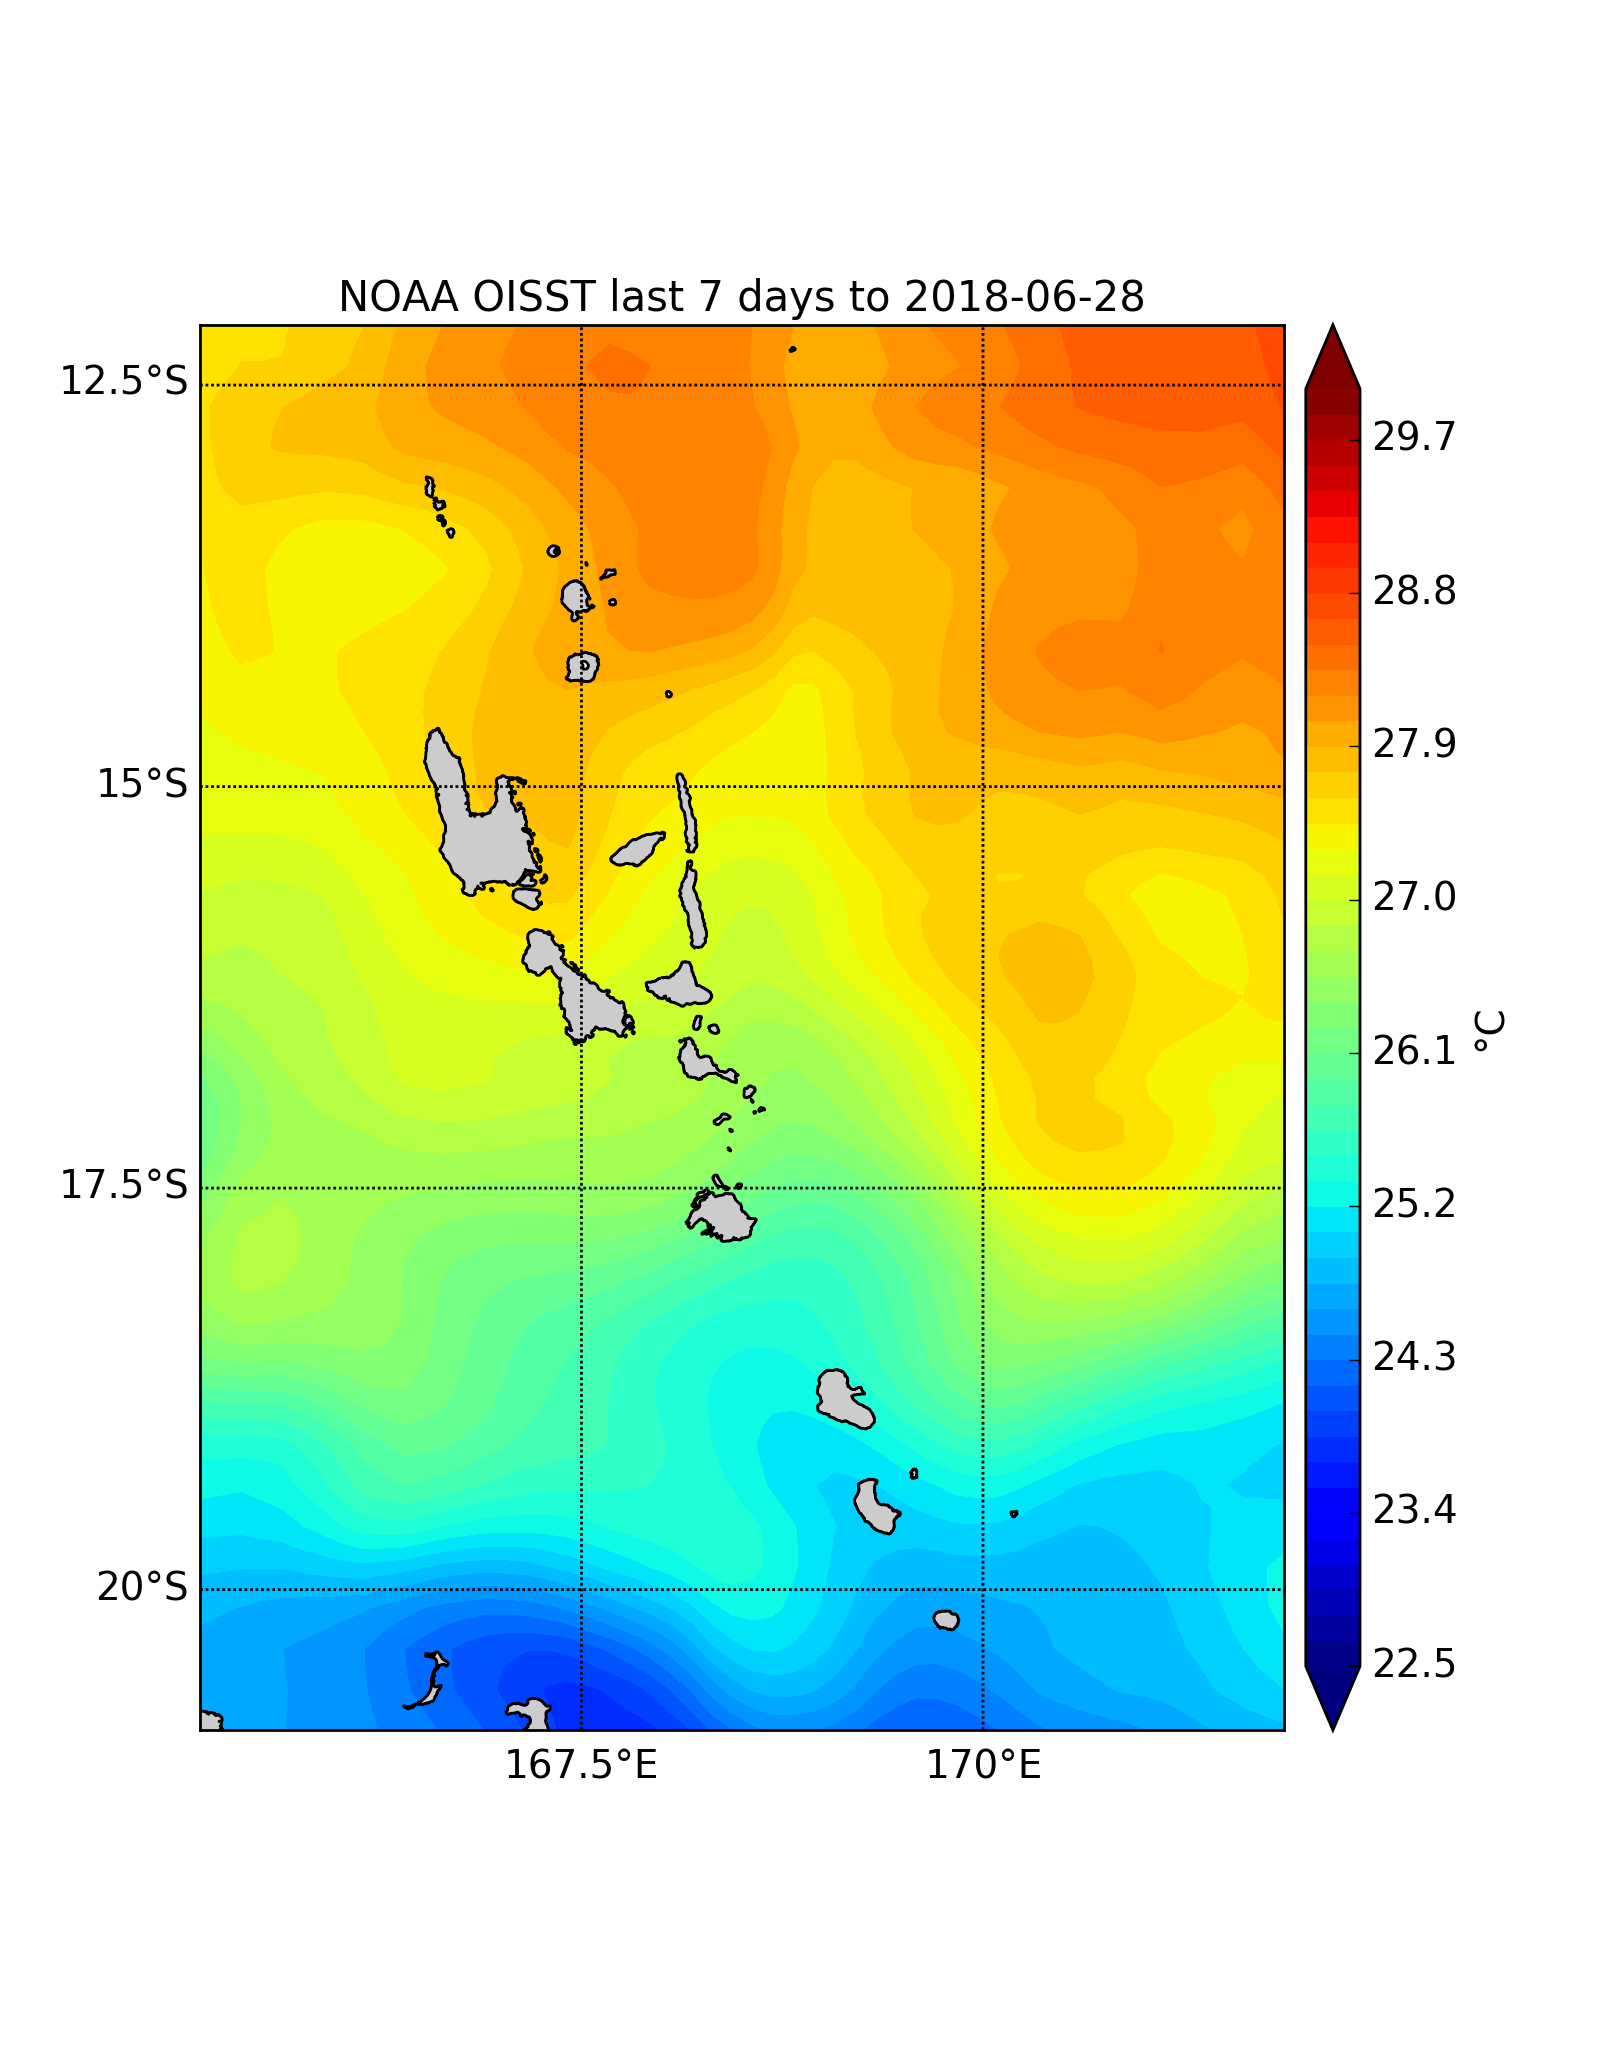 NOAA OISST last 7 days to 2018-06-28
12.5°S
15°S
17.5°S
20°S
167.5°E
170°E
29.7
28.8
27.9
27.0
26.1
25.2
24.3
23.4
22.5
°C